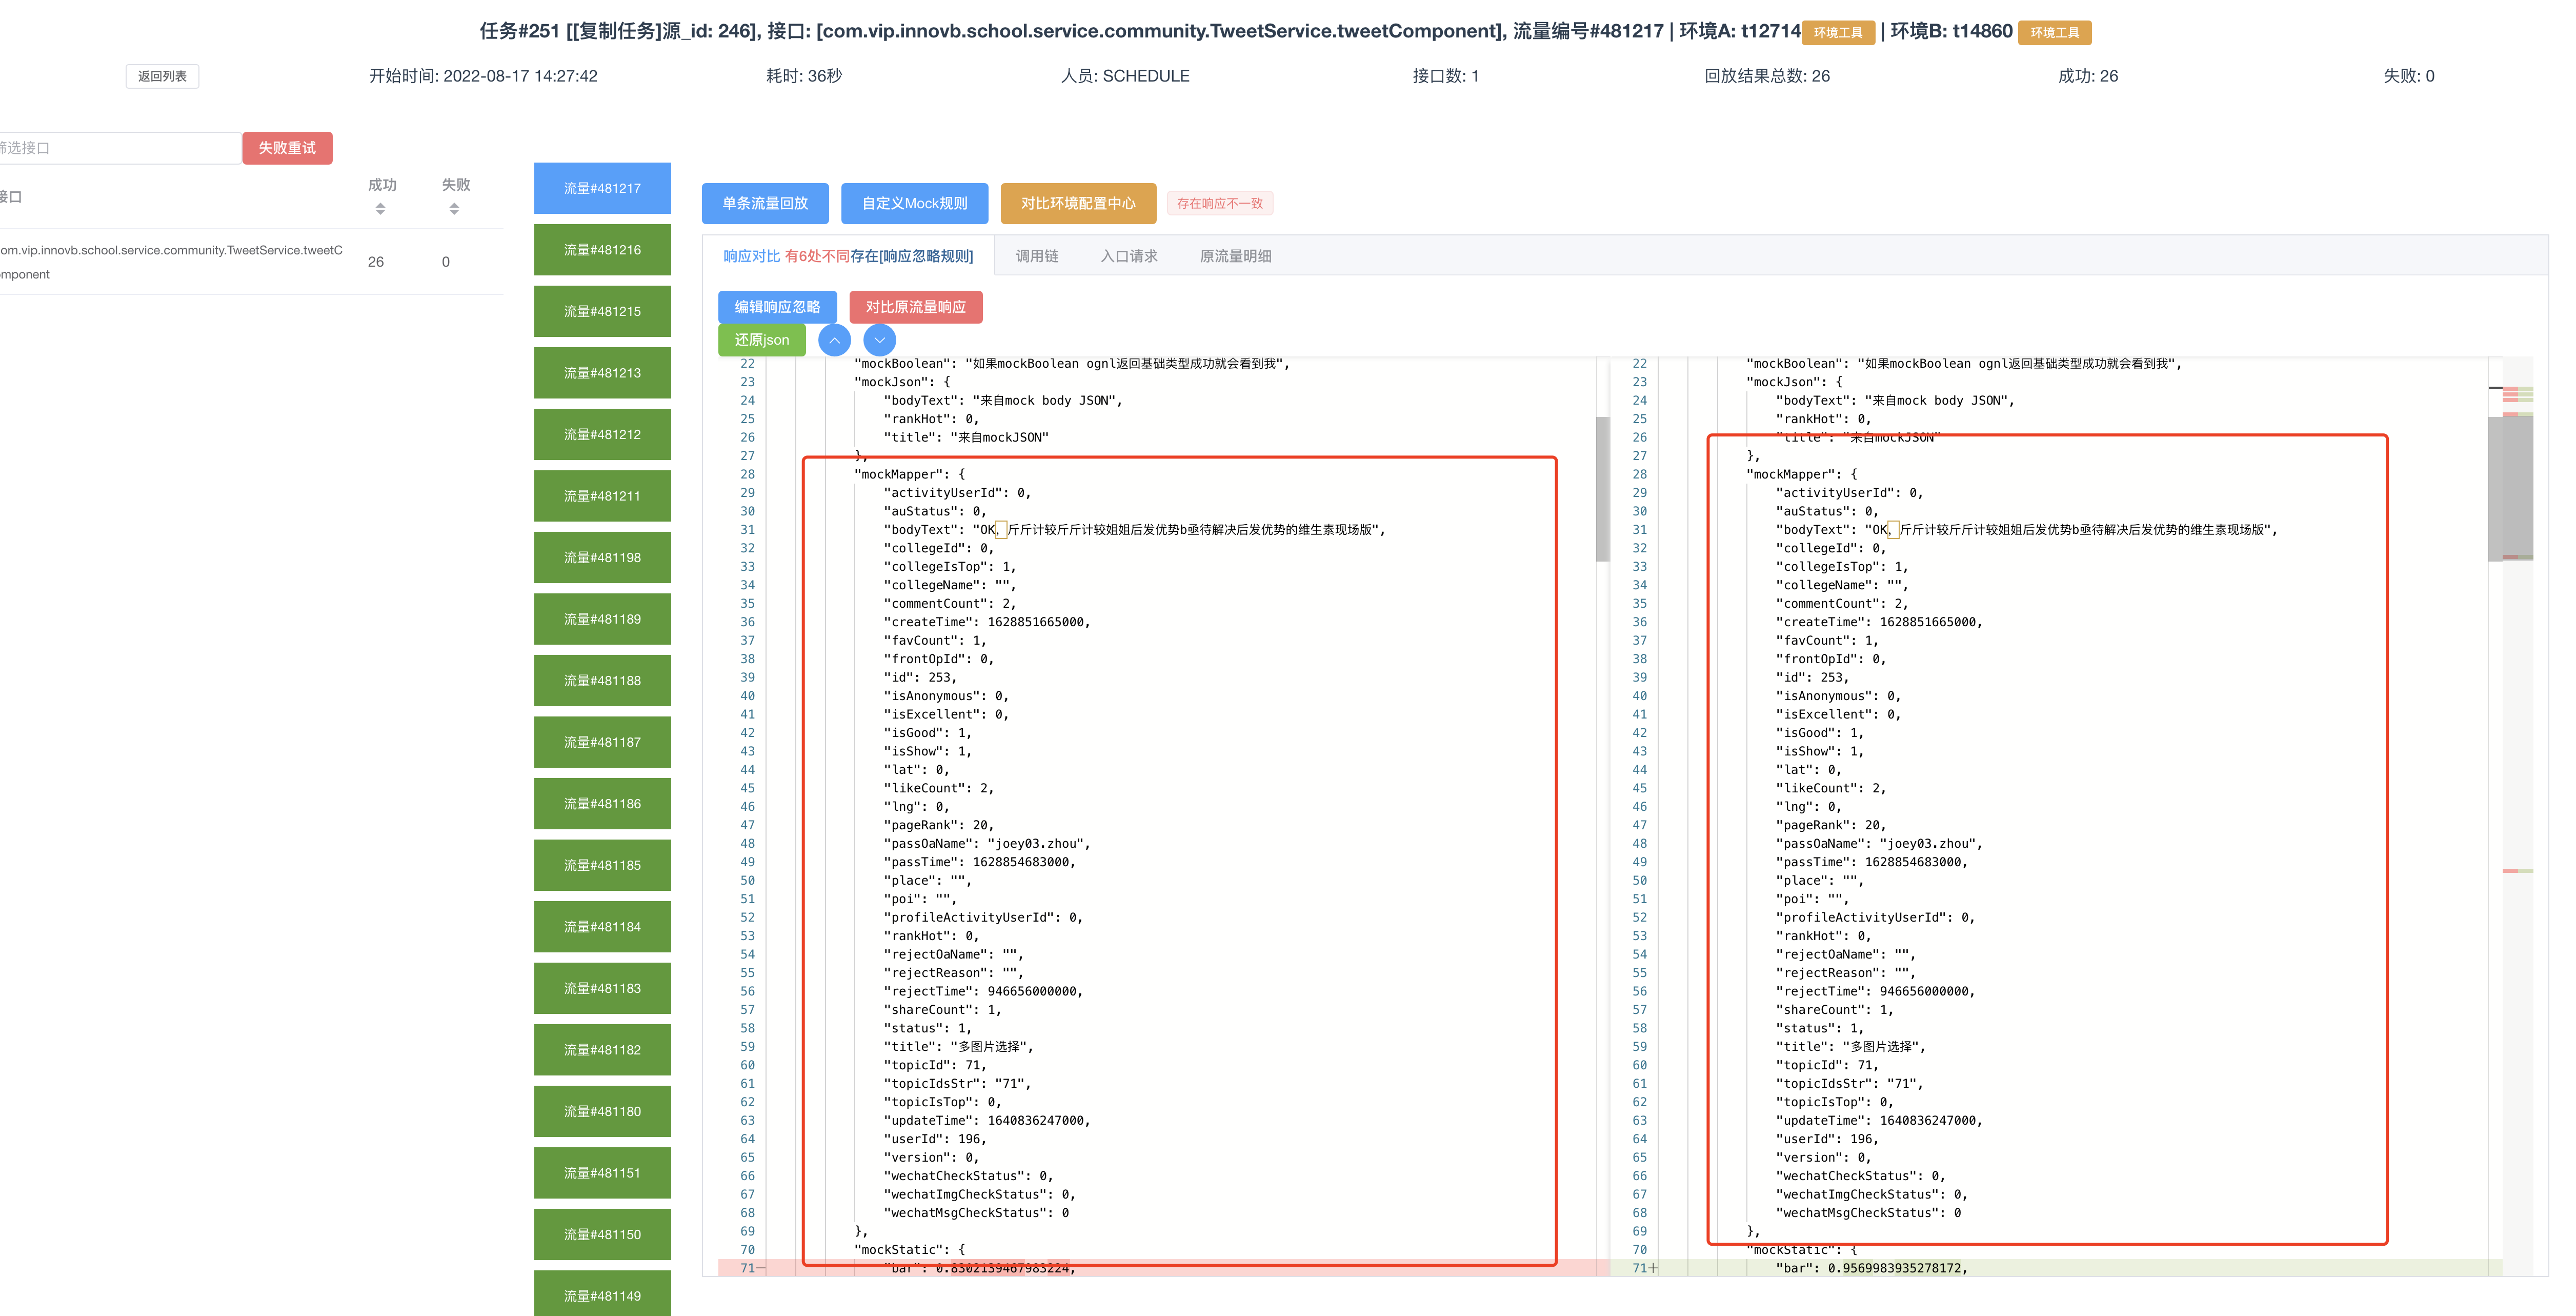 任务#251 [[复制任务]源_id: 246], 接口: [com.vip.innovb.school.service.community.TweetService.tweetComponent], 流量编号#481217 | 环境A: t12714 环境工具 | 环境B: t14860 环境工具
返回列表 开始时间: 2022-08-17 14:27:42 耗时: 36秒 人员: SCHEDULE 接口数: 1 回放结果总数: 26 成功: 26 失败: 0
筛选接口 失败重试
接口 成功 失败
om.vip.innovb.school.service.community.TweetService.tweetC
mponent
26 0
流量#481217
流量#481216
流量#481215
流量#481213
流量#481212
流量#481211
流量#481198
流量#481189
流量#481188
流量#481187
流量#481186
流量#481185
流量#481184
流量#481183
流量#481182
流量#481180
流量#481151
流量#481150
流量#481149
单条流量回放 自定义Mock规则 对比环境配置中心 存在响应不一致
响应对比 有6处不同存在[响应忽略规则] 调用链 入口请求 原流量明细
编辑响应忽略 对比原流量响应
还原json
22 "mockBoolean": "如果mockBoolean ognl返回基础类型成功就会看到我",
23 "mockJson": {
24 "bodyText": "来自mock body JSON",
25 "rankHot": 0,
26 "title": "来自mockJSON"
27 },
28 "mockMapper": {
29 "activityUserId": 0,
30 "auStatus": 0,
31 "bodyText": "OK，斤斤计较斤斤计较姐姐后发优势b亟待解决后发优势的维生素现场版",
32 "collegeId": 0,
33 "collegeIsTop": 1,
34 "collegeName": "",
35 "commentCount": 2,
36 "createTime": 1628851665000,
37 "favCount": 1,
38 "frontOpId": 0,
39 "id": 253,
40 "isAnonymous": 0,
41 "isExcellent": 0,
42 "isGood": 1,
43 "isShow": 1,
44 "lat": 0,
45 "likeCount": 2,
46 "lng": 0,
47 "pageRank": 20,
48 "passOaName": "joey03.zhou",
49 "passTime": 1628854683000,
50 "place": "",
51 "poi": "",
52 "profileActivityUserId": 0,
53 "rankHot": 0,
54 "rejectOaName": "",
55 "rejectReason": "",
56 "rejectTime": 946656000000,
57 "shareCount": 1,
58 "status": 1,
59 "title": "多图片选择",
60 "topicId": 71,
61 "topicIdsStr": "71",
62 "topicIsTop": 0,
63 "updateTime": 1640836247000,
64 "userId": 196,
65 "version": 0,
66 "wechatCheckStatus": 0,
67 "wechatImgCheckStatus": 0,
68 "wechatMsgCheckStatus": 0
69 },
70 "mockStatic": {
71— "bar": 0.8302139467983224,
22 "mockBoolean": "如果mockBoolean ognl返回基础类型成功就会看到我",
23 "mockJson": {
24 "bodyText": "来自mock body JSON",
25 "rankHot": 0,
26 "title": "来自mockJSON"
27 },
28 "mockMapper": {
29 "activityUserId": 0,
30 "auStatus": 0,
31 "bodyText": "OK，斤斤计较斤斤计较姐姐后发优势b亟待解决后发优势的维生素现场版",
32 "collegeId": 0,
33 "collegeIsTop": 1,
34 "collegeName": "",
35 "commentCount": 2,
36 "createTime": 1628851665000,
37 "favCount": 1,
38 "frontOpId": 0,
39 "id": 253,
40 "isAnonymous": 0,
41 "isExcellent": 0,
42 "isGood": 1,
43 "isShow": 1,
44 "lat": 0,
45 "likeCount": 2,
46 "lng": 0,
47 "pageRank": 20,
48 "passOaName": "joey03.zhou",
49 "passTime": 1628854683000,
50 "place": "",
51 "poi": "",
52 "profileActivityUserId": 0,
53 "rankHot": 0,
54 "rejectOaName": "",
55 "rejectReason": "",
56 "rejectTime": 946656000000,
57 "shareCount": 1,
58 "status": 1,
59 "title": "多图片选择",
60 "topicId": 71,
61 "topicIdsStr": "71",
62 "topicIsTop": 0,
63 "updateTime": 1640836247000,
64 "userId": 196,
65 "version": 0,
66 "wechatCheckStatus": 0,
67 "wechatImgCheckStatus": 0,
68 "wechatMsgCheckStatus": 0
69 },
70 "mockStatic": {
71+ "bar": 0.9569983935278172,